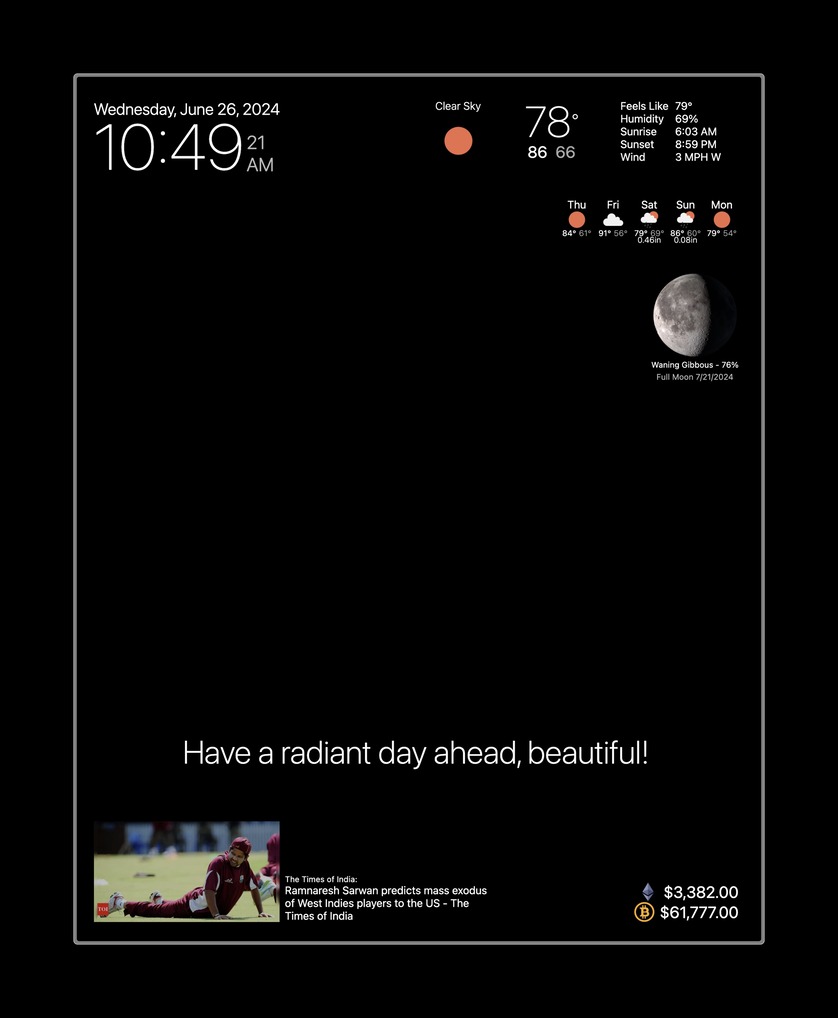 Wednesday, June 26, 2024
10:49 21 AM
Clear Sky
78°
86 66
Feels Like 79°
Humidity 69%
Sunrise 6:03 AM
Sunset 8:59 PM
Wind 3 MPH W
Thu Fri Sat Sun Mon
84° 61° 91° 56° 79° 69° 86° 60° 79° 54°
0.46in 0.08in
Waning Gibbous - 76%
Full Moon 7/21/2024
Have a radiant day ahead, beautiful!
TOI
The Times of India:
Ramnaresh Sarwan predicts mass exodus
of West Indies players to the US - The
Times of India
$3,382.00
$61,777.00